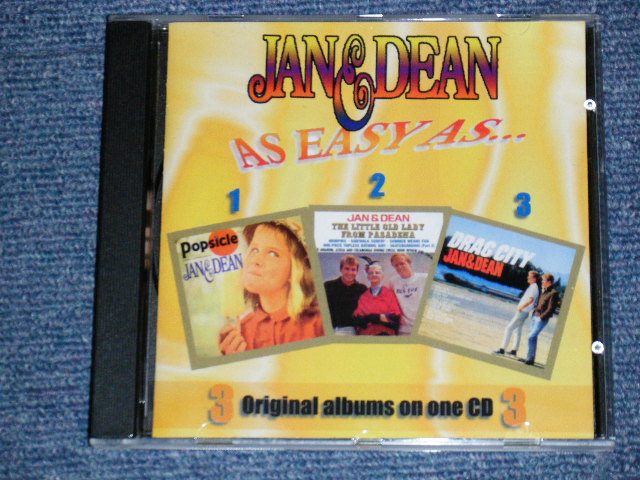 JAN & DEAN
AS EASY AS...
1
2
3
Popsicle
JAN & DEAN
JAN & DEAN
THE LITTLE OLD LADY
FROM PASADENA
DRAG CITY
JAN & DEAN
3 Original albums on one CD 3